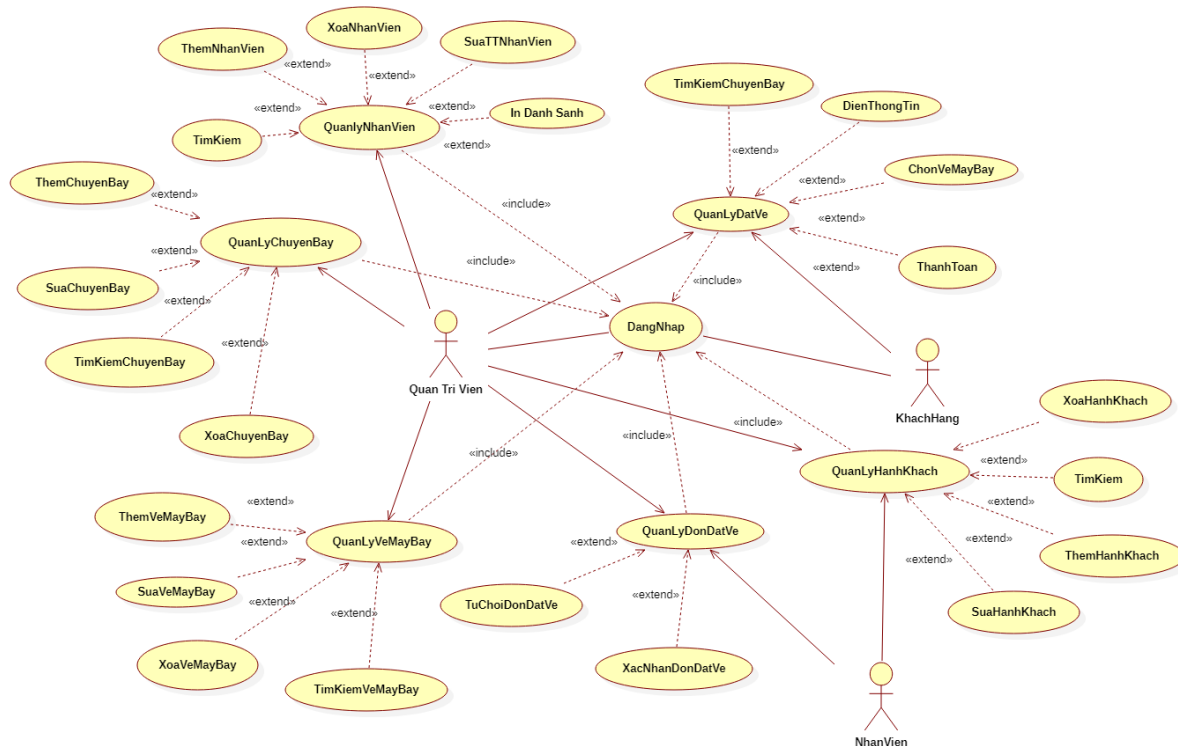 XoaNhanVien
ThemNhanVien
SuaTTNhanVien
«extend»
«extend»
«extend»
TimKiemChuyenBay
DienThongTin
«extend»
In Danh Sanh
QuanlyNhanVien
TimKiem
«extend»
«extend»
ChonVeMayBay
ThemChuyenBay
«extend»
«extend»
«include»
QuanLyDatVe
«extend»
QuanLyChuyenBay
«extend»
«include»
«extend»
ThanhToan
«include»
SuaChuyenBay
«extend»
DangNhap
«extend»
TimKiemChuyenBay
Quan Tri Vien
KhachHang
XoaHanhKhach
«include»
XoaChuyenBay
«include»
«include»
«extend»
QuanLyHanhKhach
TimKiem
«extend»
ThemVeMayBay
«extend»
«extend»
QuanLyVeMayBay
QuanLyDonDatVe
«extend»
«extend»
ThemHanhKhach
«extend»
SuaVeMayBay
«extend»
«extend»
«extend»
TuChoiDonDatVe
SuaHanhKhach
XoaVeMayBay
XacNhanDonDatVe
TimKiemVeMayBay
NhanVien